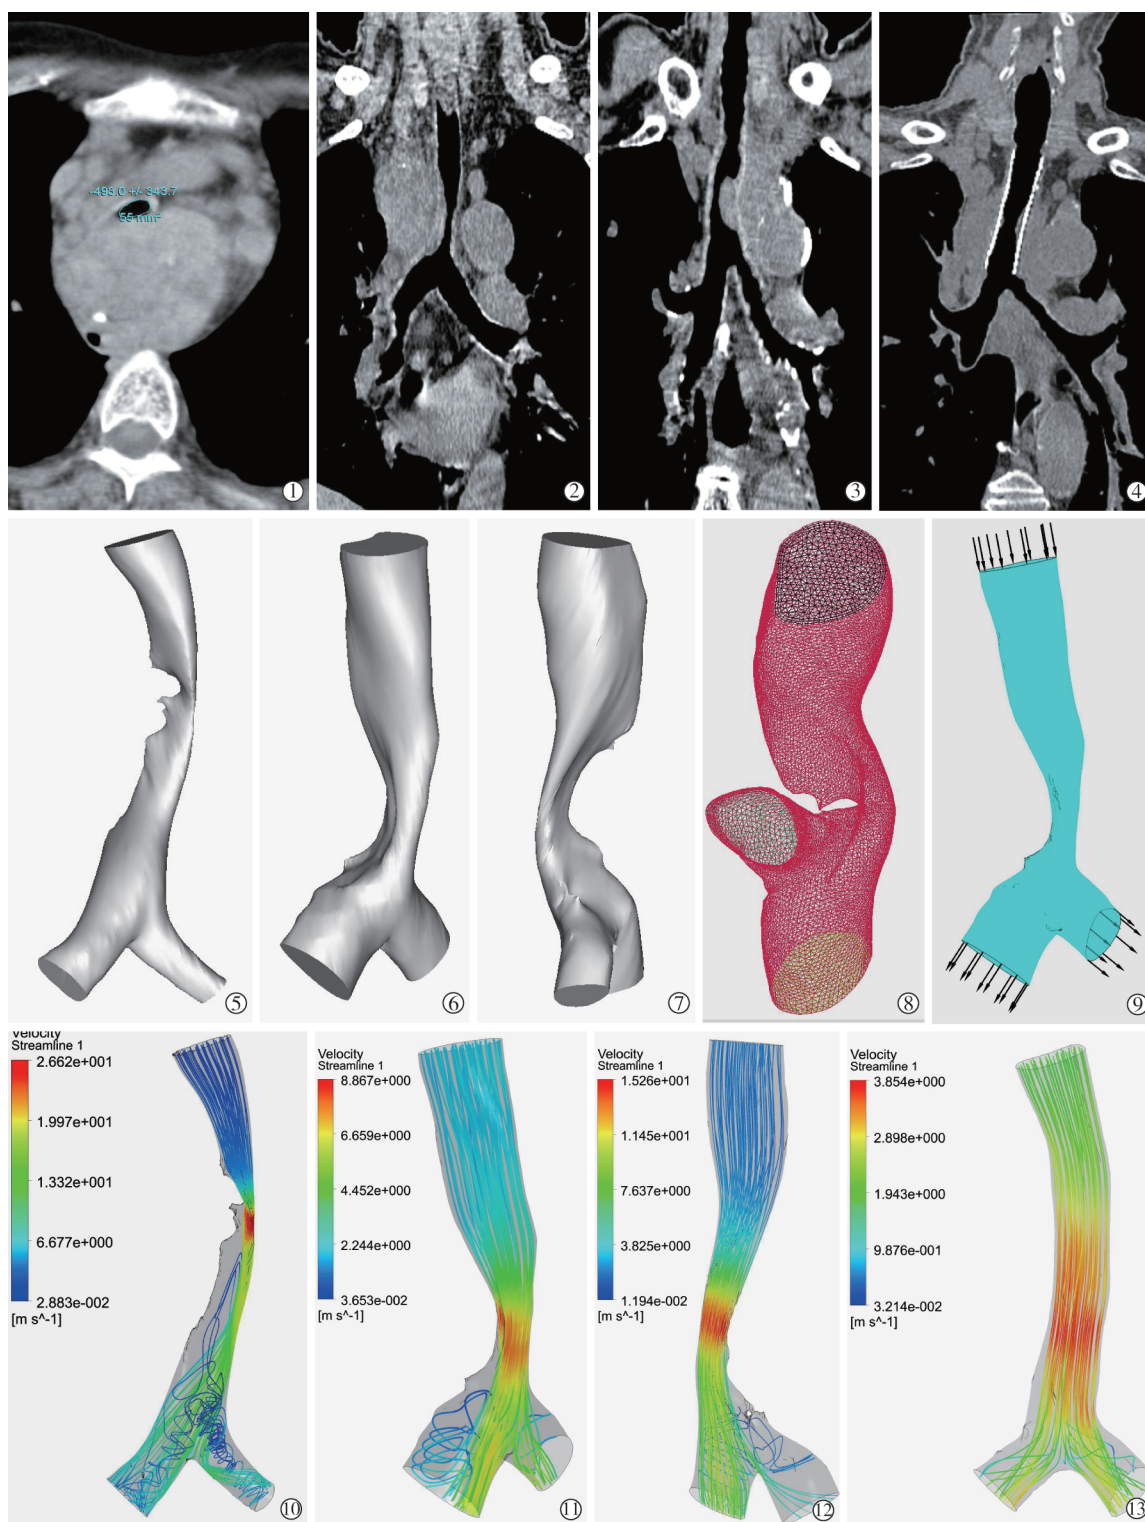 -493.0 +/- 343.7
55 mm²
①
②
③
④
⑤
⑥
⑦
⑧
⑨
Velocity
Streamline 1
2.662e+001
1.997e+001
1.332e+001
6.677e+000
2.883e-002
[m s^-1]
⑩
Velocity
Streamline 1
8.867e+000
6.659e+000
4.452e+000
2.244e+000
3.653e-002
[m s^-1]
⑪
Velocity
Streamline 1
1.526e+001
1.145e+001
7.637e+000
3.825e+000
1.194e-002
[m s^-1]
⑫
Velocity
Streamline 1
3.854e+000
2.898e+000
1.943e+000
9.876e-001
3.214e-002
[m s^-1]
⑬